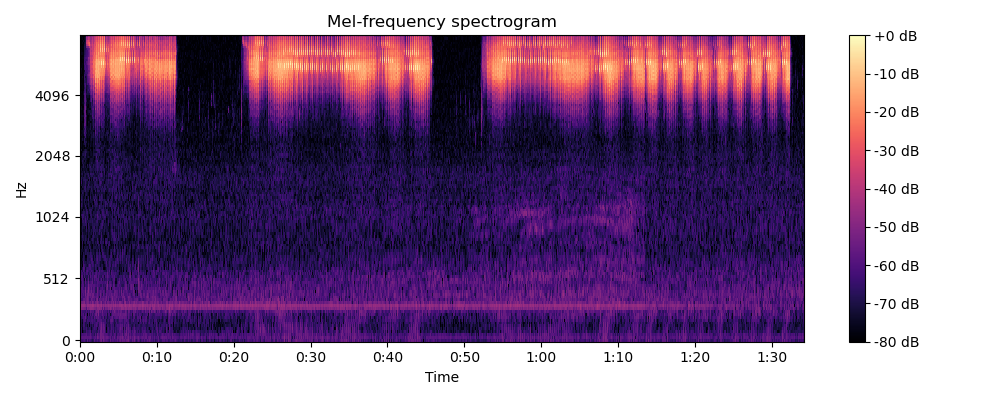 Mel-frequency spectrogram
Hz
4096
2048
1024
512
0
0:00 0:10 0:20 0:30 0:40 0:50 1:00 1:10 1:20 1:30
Time
+0 dB
-10 dB
-20 dB
-30 dB
-40 dB
-50 dB
-60 dB
-70 dB
-80 dB